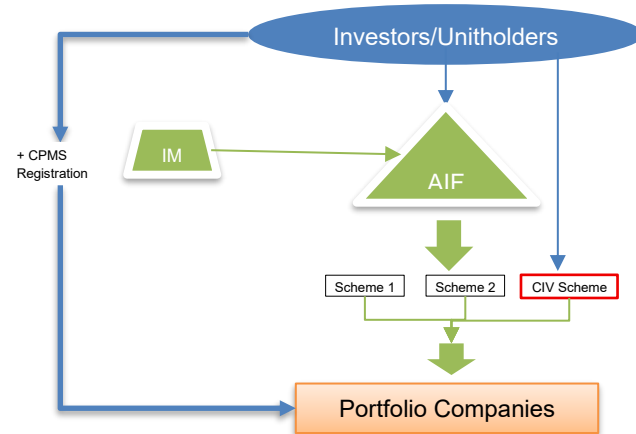 Investors/Unitholders
+ CPMS
Registration
IM
AIF
Scheme 1
Scheme 2
CIV Scheme
Portfolio Companies